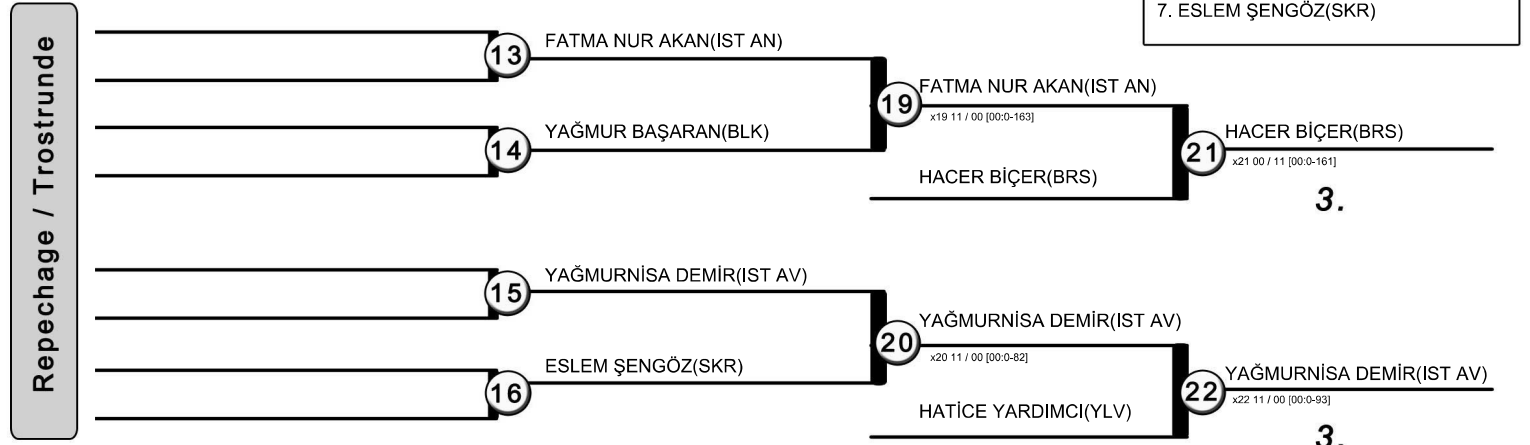 7. ESLEM ŞENGÖZ(SKR)
Repechage / Trostrunde
13
FATMA NUR AKAN(IST AN)
14
YAĞMUR BAŞARAN(BLK)
19
FATMA NUR AKAN(IST AN)
x19 11 / 00 [00:0-163]
HACER BİÇER(BRS)
21
HACER BİÇER(BRS)
x21 00 / 11 [00:0-161]
3.
15
YAĞMURNİSA DEMİR(IST AV)
16
ESLEM ŞENGÖZ(SKR)
20
YAĞMURNİSA DEMİR(IST AV)
x20 11 / 00 [00:0-82]
HATİCE YARDIMCI(YLV)
22
YAĞMURNİSA DEMİR(IST AV)
x22 11 / 00 [00:0-93]
3.